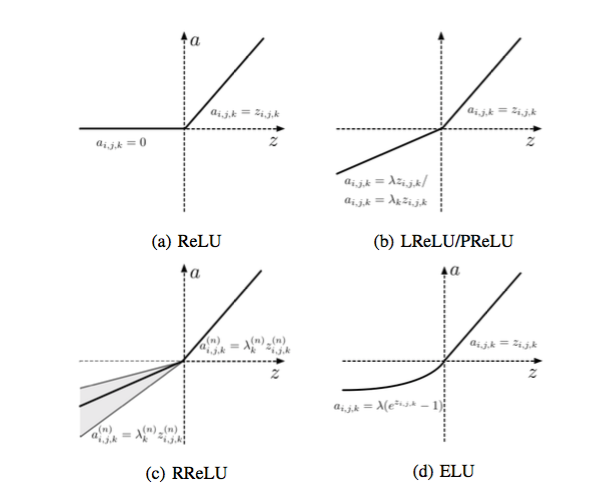 a
a_{i,j,k} = z_{i,j,k}
a_{i,j,k} = z_{i,j,k}
a_{i,j,k} = 0
z
z
a_{i,j,k} = λz_{i,j,k}/
a_{i,j,k} = λ_k z_{i,j,k}
(a) ReLU
(b) LReLU/PReLU
a
a
a^{(n)}_{i,j,k} = λ^{(n)}_k z^{(n)}_{i,j,k}
a_{i,j,k} = z_{i,j,k}
z
z
a_{i,j,k} = λ(e^{z_{i,j,k}} − 1)
a^{(n)}_{i,j,k} = λ^{(n)}_k z^{(n)}_{i,j,k}
(c) RReLU
(d) ELU